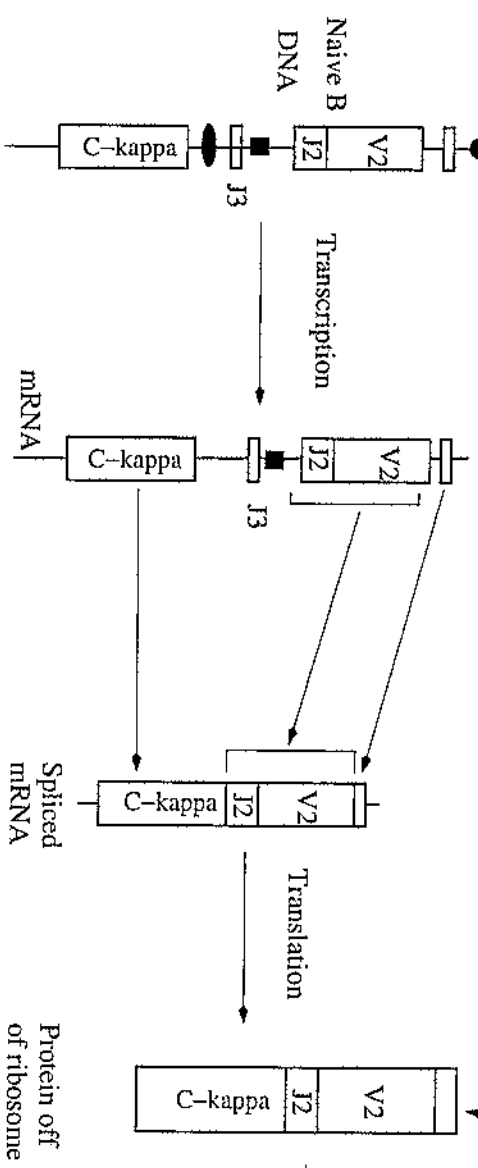 Naive B
DNA
V2
J2
J3
C–kappa
Transcription
mRNA
V2
J2
J3
C–kappa
Spliced
mRNA
V2
J2
C–kappa
Translation
Protein off
of ribosome
V2
J2
C–kappa